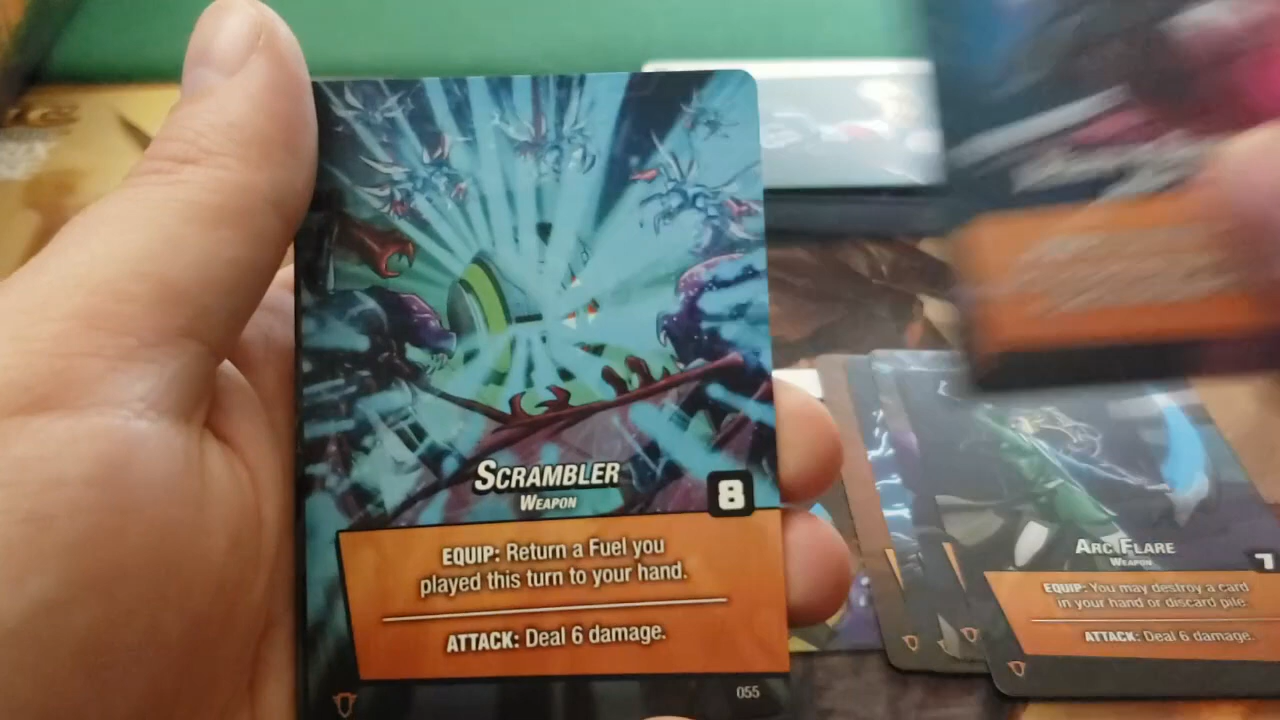 SCRAMBLER
WEAPON
8
EQUIP: Return a Fuel you
played this turn to your hand.
ATTACK: Deal 6 damage.
055
ARC FLARE
WEAPON
7
EQUIP: You may destroy a card
in your hand or discard pile.
ATTACK: Deal 6 damage.